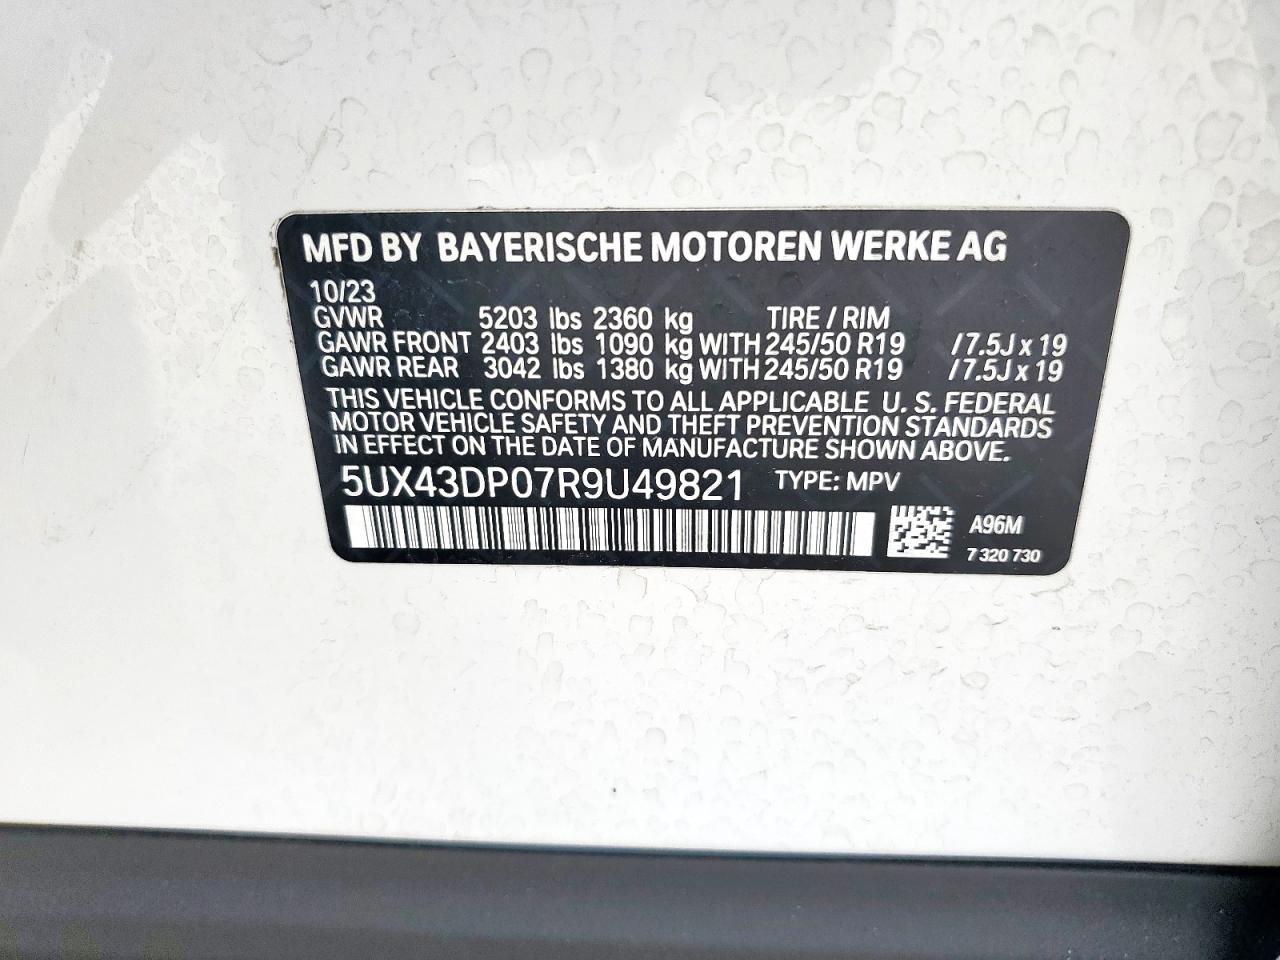 MFD BY BAYERISCHE MOTOREN WERKE AG
10/23
GVWR 5203 lbs 2360 kg TIRE / RIM
GAWR FRONT 2403 lbs 1090 kg WITH 245/50 R19 / 7.5J x 19
GAWR REAR 3042 lbs 1380 kg WITH 245/50 R19 / 7.5J x 19
THIS VEHICLE CONFORMS TO ALL APPLICABLE U. S. FEDERAL
MOTOR VEHICLE SAFETY AND THEFT PREVENTION STANDARDS
IN EFFECT ON THE DATE OF MANUFACTURE SHOWN ABOVE.
5UX43DP07R9U49821 TYPE: MPV
A96M
7 320 730